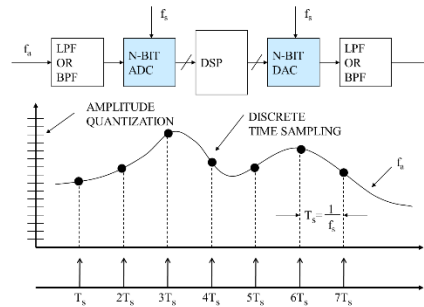 fs
fs
fa
LPF
OR
BPF
N-BIT
ADC
DSP
N-BIT
DAC
LPF
OR
BPF
AMPLITUDE
QUANTIZATION
DISCRETE
TIME SAMPLING
fa
Ts= 1
fs
Ts 2Ts 3Ts 4Ts 5Ts 6Ts 7Ts